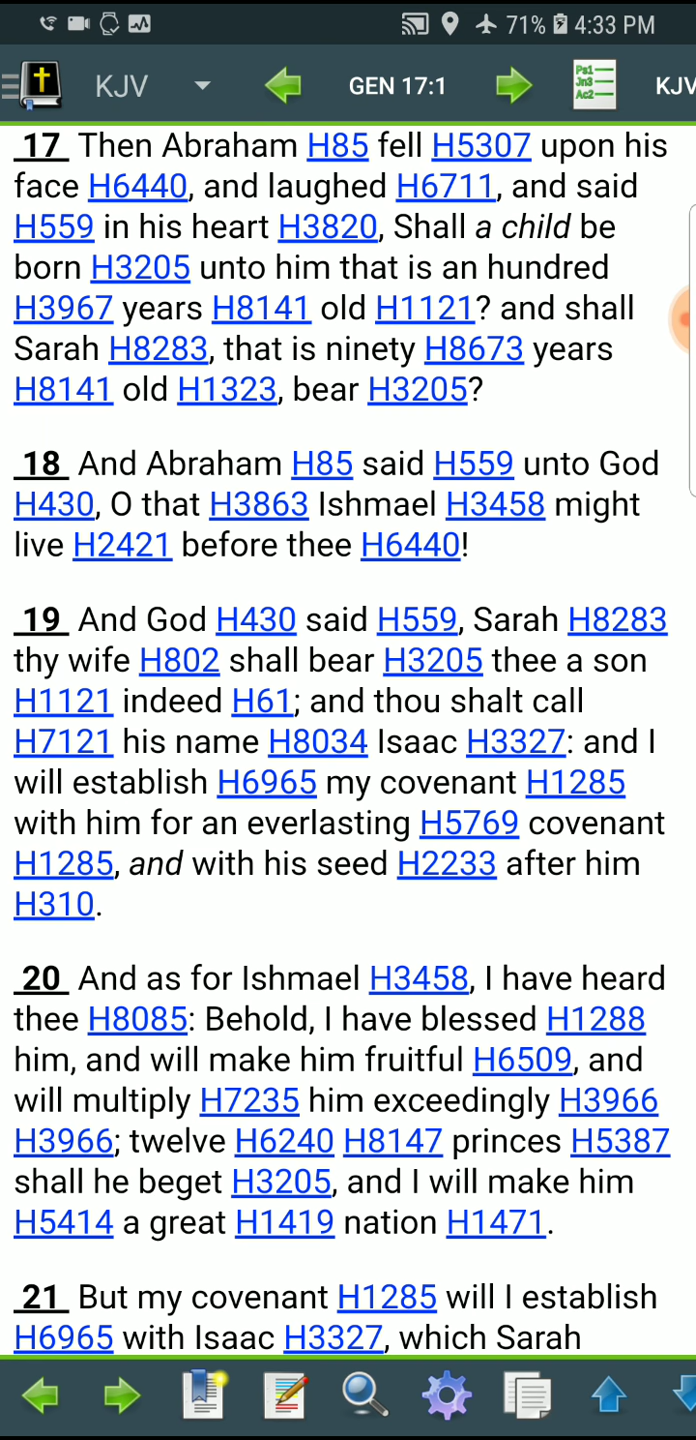 71% 4:33 PM
KJV GEN 17:1 Ps1 Jn3 Ac2 KJV
17 Then Abraham H85 fell H5307 upon his
face H6440, and laughed H6711, and said
H559 in his heart H3820, Shall a child be
born H3205 unto him that is an hundred
H3967 years H8141 old H1121? and shall
Sarah H8283, that is ninety H8673 years
H8141 old H1323, bear H3205?
18 And Abraham H85 said H559 unto God
H430, O that H3863 Ishmael H3458 might
live H2421 before thee H6440!
19 And God H430 said H559, Sarah H8283
thy wife H802 shall bear H3205 thee a son
H1121 indeed H61; and thou shalt call
H7121 his name H8034 Isaac H3327: and I
will establish H6965 my covenant H1285
with him for an everlasting H5769 covenant
H1285, and with his seed H2233 after him
H310.
20 And as for Ishmael H3458, I have heard
thee H8085: Behold, I have blessed H1288
him, and will make him fruitful H6509, and
will multiply H7235 him exceedingly H3966
H3966; twelve H6240 H8147 princes H5387
shall he beget H3205, and I will make him
H5414 a great H1419 nation H1471.
21 But my covenant H1285 will I establish
H6965 with Isaac H3327, which Sarah